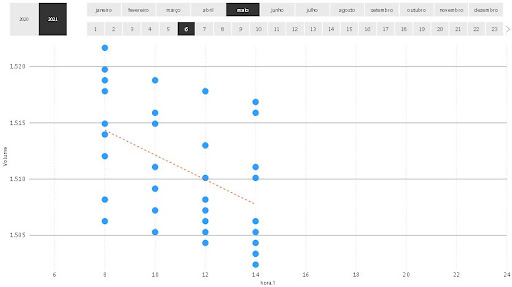 2020 2021 janeiro fevereiro março abril maio junho julho agosto setembro outubro novembro dezembro
1 2 3 4 5 6 7 8 9 10 11 12 13 14 15 16 17 18 19 20 21 22 23
1,520
1,515
1,510
1,505
Volume
6 8 10 12 14 16 18 20 22 24
hora.1